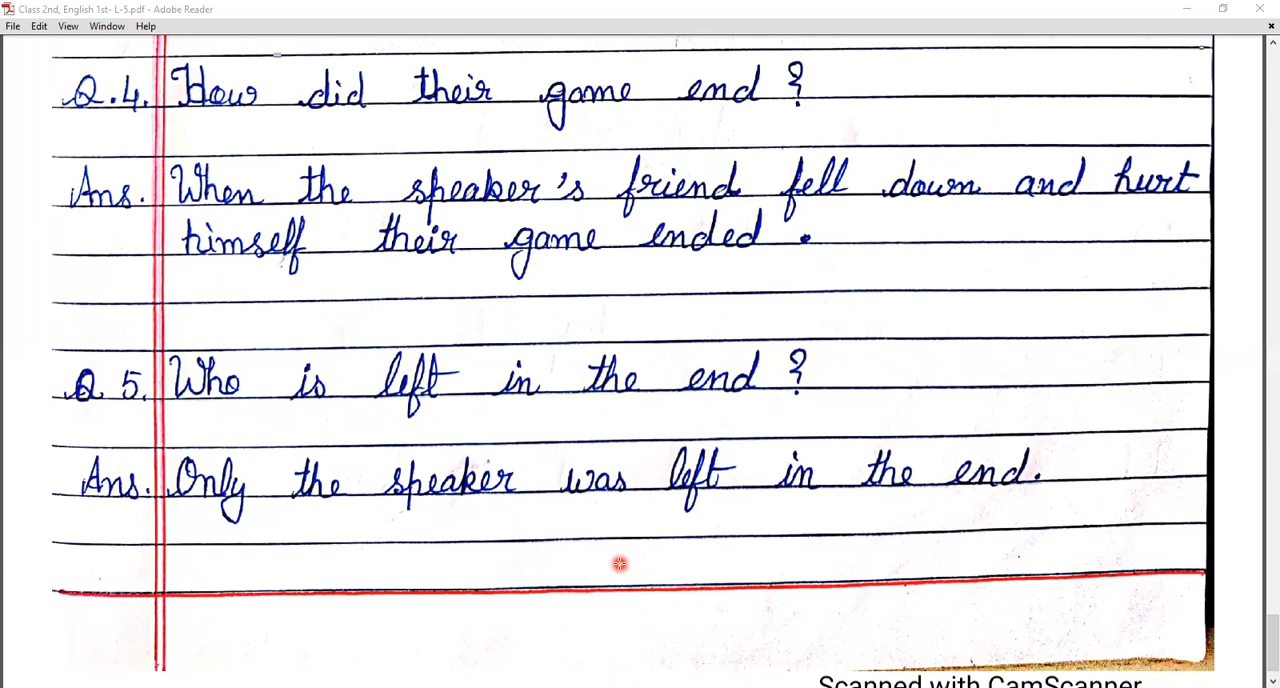 Class 2nd, English 1st- L-5.pdf - Adobe Reader
File Edit View Window Help
Q.4. How did their game end ?
Ans. When the speaker's friend fell down and hurt
himself their game ended .
Q 5. Who is left in the end ?
Ans. Only the speaker was left in the end.
Scanned with CamScanner